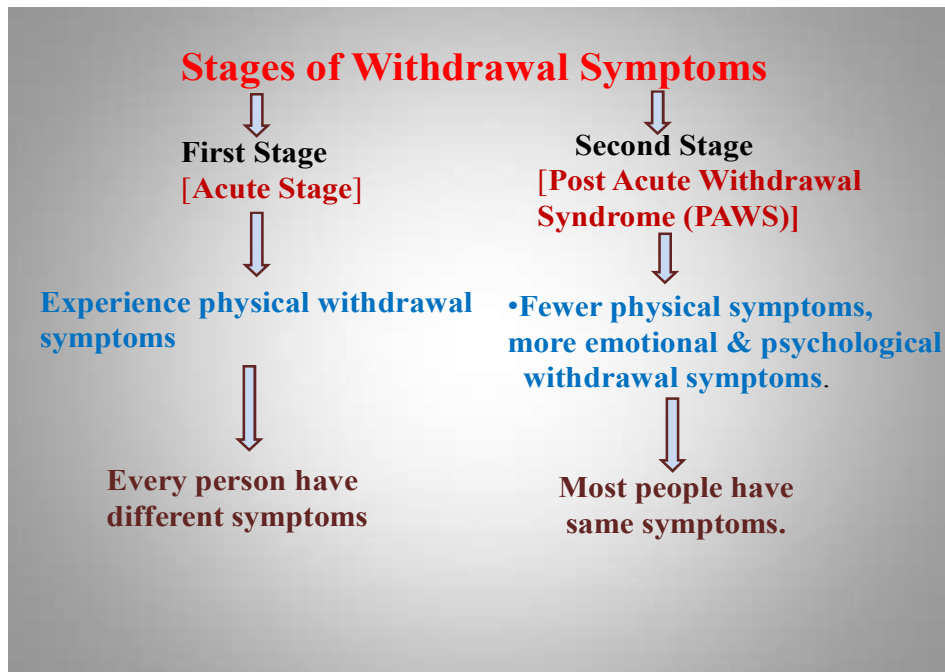 Stages of Withdrawal Symptoms
First Stage
[Acute Stage]
Experience physical withdrawal
symptoms
Every person have
different symptoms
Second Stage
[Post Acute Withdrawal
Syndrome (PAWS)]
•Fewer physical symptoms,
more emotional & psychological
withdrawal symptoms.
Most people have
same symptoms.